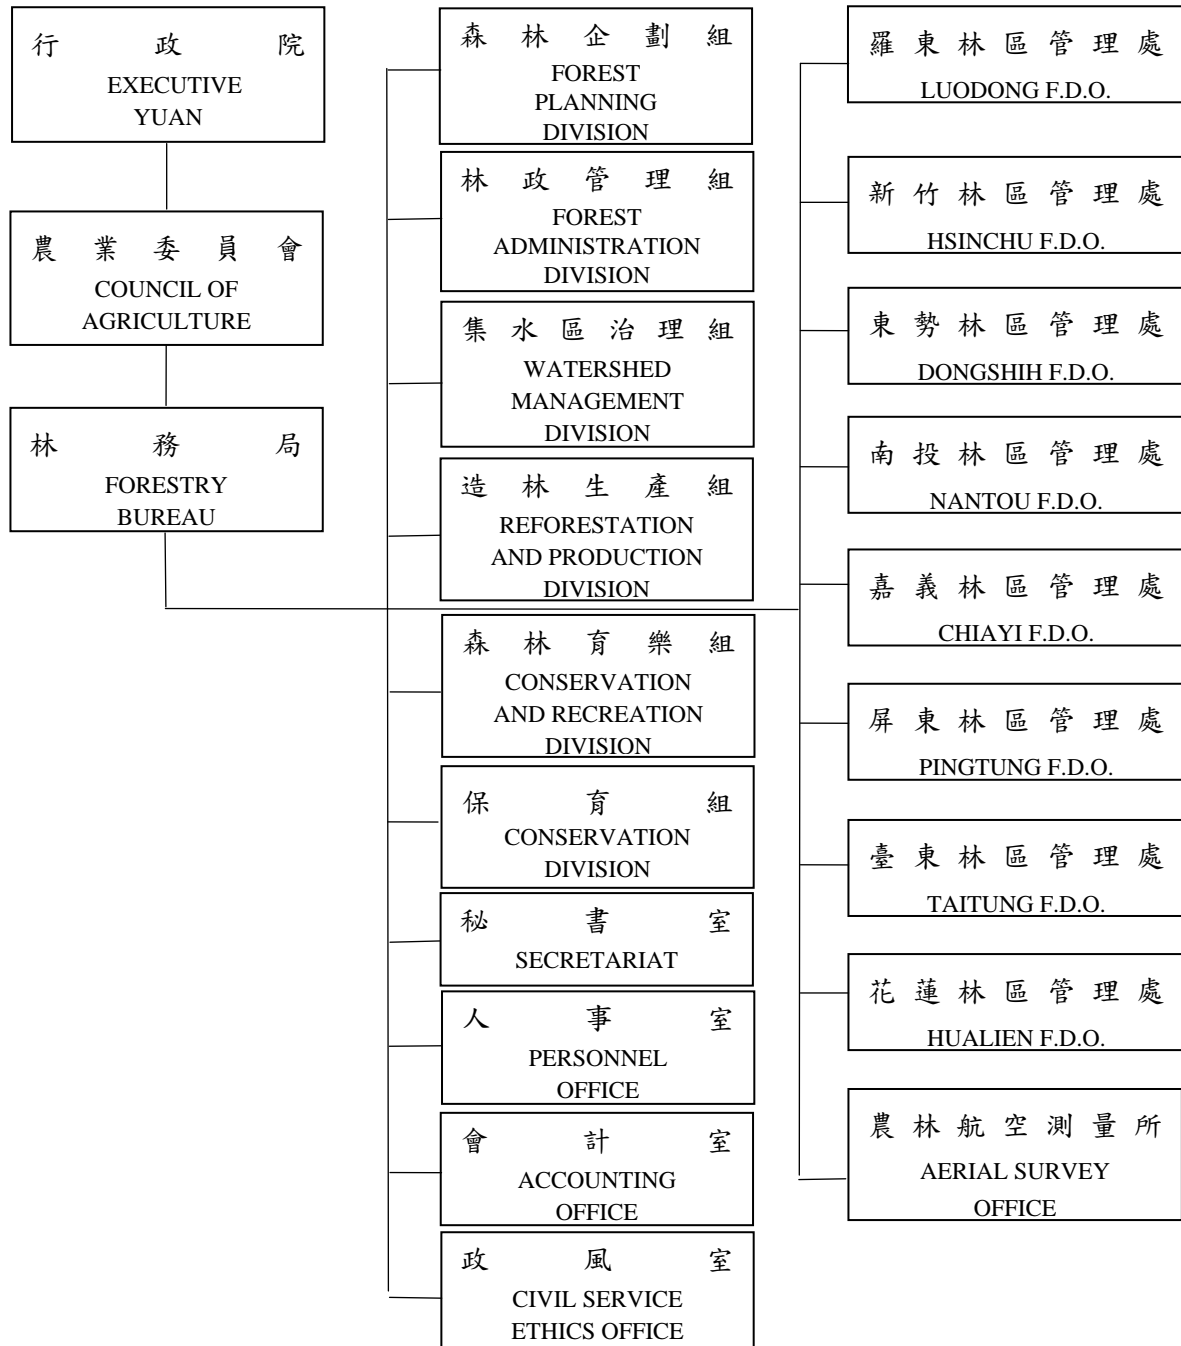 行政院
EXECUTIVE
YUAN
農業委員會
COUNCIL OF
AGRICULTURE
林務局
FORESTRY
BUREAU
森林企劃組
FOREST
PLANNING
DIVISION
林政管理組
FOREST
ADMINISTRATION
DIVISION
集水區治理組
WATERSHED
MANAGEMENT
DIVISION
造林生產組
REFORESTATION
AND PRODUCTION
DIVISION
森林育樂組
CONSERVATION
AND RECREATION
DIVISION
保育組
CONSERVATION
DIVISION
秘書室
SECRETARIAT
人事室
PERSONNEL
OFFICE
會計室
ACCOUNTING
OFFICE
政風室
CIVIL SERVICE
ETHICS OFFICE
羅東林區管理處
LUODONG F.D.O.
新竹林區管理處
HSINCHU F.D.O.
東勢林區管理處
DONGSHIH F.D.O.
南投林區管理處
NANTOU F.D.O.
嘉義林區管理處
CHIAYI F.D.O.
屏東林區管理處
PINGTUNG F.D.O.
臺東林區管理處
TAITUNG F.D.O.
花蓮林區管理處
HUALIEN F.D.O.
農林航空測量所
AERIAL SURVEY
OFFICE